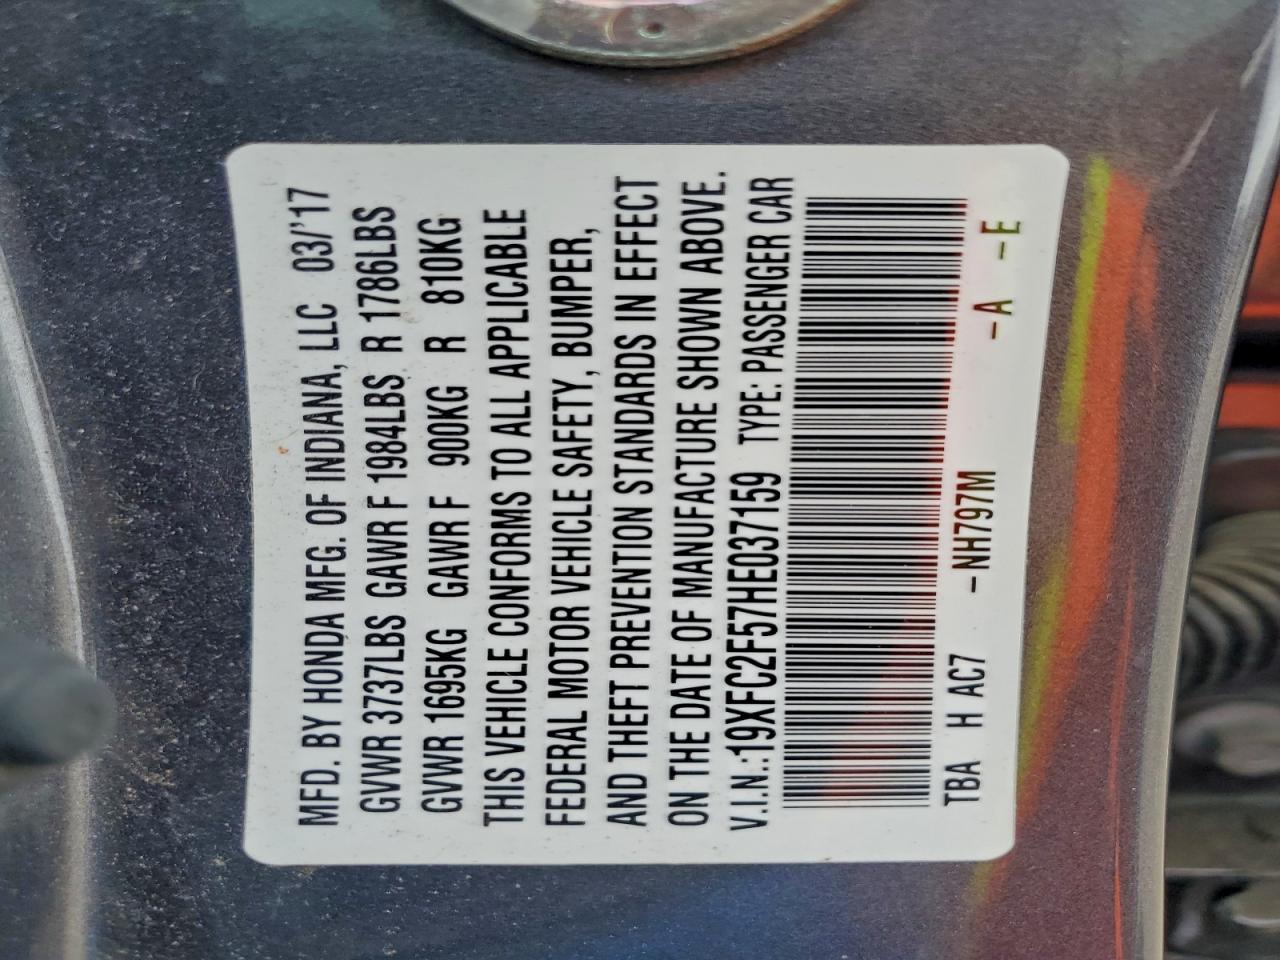 MFD. BY HONDA MFG. OF INDIANA, LLC 03/'17
GVWR 3737LBS GAWR F 1984LBS R 1786LBS
GVWR 1695KG GAWR F 900KG R 810KG
THIS VEHICLE CONFORMS TO ALL APPLICABLE
FEDERAL MOTOR VEHICLE SAFETY, BUMPER,
AND THEFT PREVENTION STANDARDS IN EFFECT
ON THE DATE OF MANUFACTURE SHOWN ABOVE.
V.I.N.:19XFC2F57HE037159 TYPE: PASSENGER CAR
TBA H AC7 -NH797M -A -E